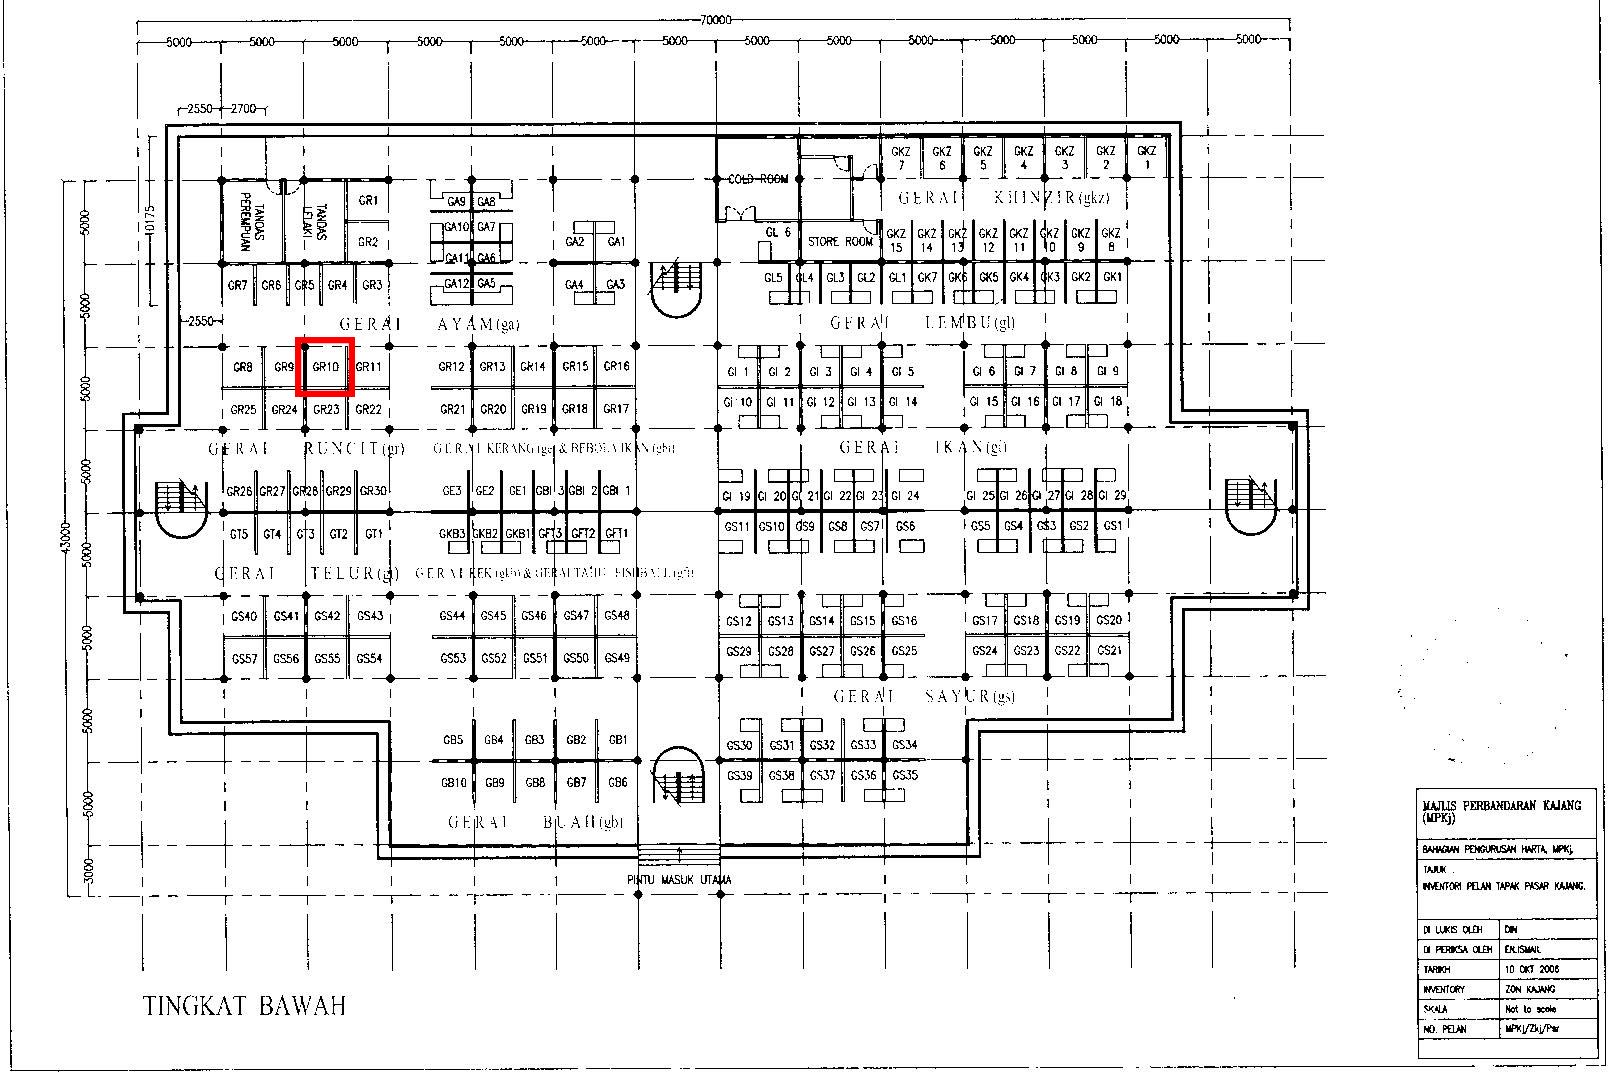 70000
5000 5000 5000 5000 5000 5000 5000 5000 5000 5000 5000 5000 5000 5000
2550 2700
GKZ 7 GKZ 6 GKZ 5 GKZ 4 GKZ 3 GKZ 2 GKZ 1
COLD ROOM
GERAI KHINZIR(gkz)
TANDAS PEREMPUAN
TANDAS LELAKI
GR1
GA9 GA8
GR2
GA10 GA7
GA2 GA1
GA11 GA6
GL 6
STORE ROOM
GKZ 15 GKZ 14 GKZ 13 GKZ 12 GKZ 11 GKZ 10 GKZ 9 GKZ 8
5000
10175
GR7 GR6 GR5 GR4 GR3
GA12 GA5
GA4 GA3
GL5 GL4 GL3 GL2 GL1 GK7 GK6 GK5 GK4 GK3 GK2 GK1
5000
2550
GERAI AYAM(ga)
GERAI LEMBU(gl)
GR8 GR9 GR10 GR11 GR12 GR13 GR14 GR15 GR16
GI 1 GI 2 GI 3 GI 4 GI 5 GI 6 GI 7 GI 8 GI 9
5000
GR25 GR24 GR23 GR22 GR21 GR20 GR19 GR18 GR17
GI 10 GI 11 GI 12 GI 13 GI 14 GI 15 GI 16 GI 17 GI 18
GERAI RUNCIT(gr)
GERAI KERANG(ge) & BEBOLA IKAN(gbi)
GERAI IKAN(gi)
5000
GR26 GR27 GR28 GR29 GR30 GE3 GE2 GE1 GBI 3 GBI 2 GBI 1
GI 19 GI 20 GI 21 GI 22 GI 23 GI 24 GI 25 GI 26 GI 27 GI 28 GI 29
43000
GT5 GT4 GT3 GT2 GT1 GKB3 GKB2 GKB1 GFT3 GFT2 GFT1
GS11 GS10 GS9 GS8 GS7 GS6 GS5 GS4 GS3 GS2 GS1
5000
GERAI TELUR(gt)
GERAI
GS40 GS41 GS42 GS43 GS44 GS45 GS46 GS47 GS48
GS12 GS13 GS14 GS15 GS16 GS17 GS18 GS19 GS20
5000
GS57 GS56 GS55 GS54 GS53 GS52 GS51 GS50 GS49
GS29 GS28 GS27 GS26 GS25 GS24 GS23 GS22 GS21
GERAI SAYUR(gs)
5000
GB5 GB4 GB3 GB2 GB1
GS30 GS31 GS32 GS33 GS34
GB10 GB9 GB8 GB7 GB6
GS39 GS38 GS37 GS36 GS35
5000
GERAI BUAH(gb)
3000
PINTU MASUK UTAMA
TINGKAT BAWAH
MAJLIS PERBANDARAN KAJANG
(MPKj)
BAHAGIAN PENGURUSAN HARTA, MPKj.
TAJUK
INVENTORI PELAN TAPAK PASAR KAJANG.
DI LUKIS OLEH DIN
DI PERIKSA OLEH EN.ISMAIL
TARIKH 10 OKT 2006
INVENTORY ZON KAJANG
SKALA Not to scale
NO. PELAN MPKj/Zkj/Psr